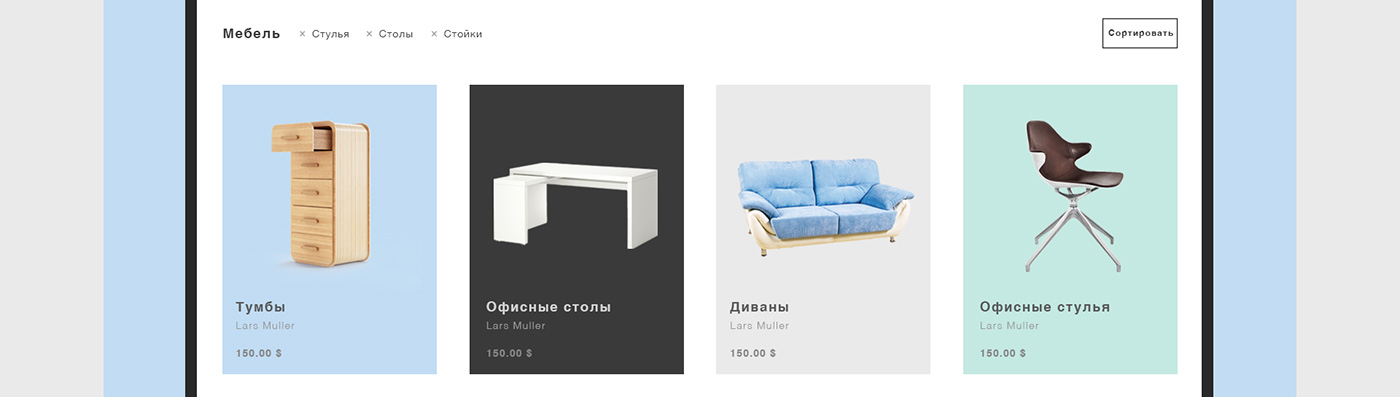 Мебель × Стулья × Столы × Стойки Сортировать
Тумбы
Lars Muller
150.00 $
Офисные столы
Lars Muller
150.00 $
Диваны
Lars Muller
150.00 $
Офисные стулья
Lars Muller
150.00 $